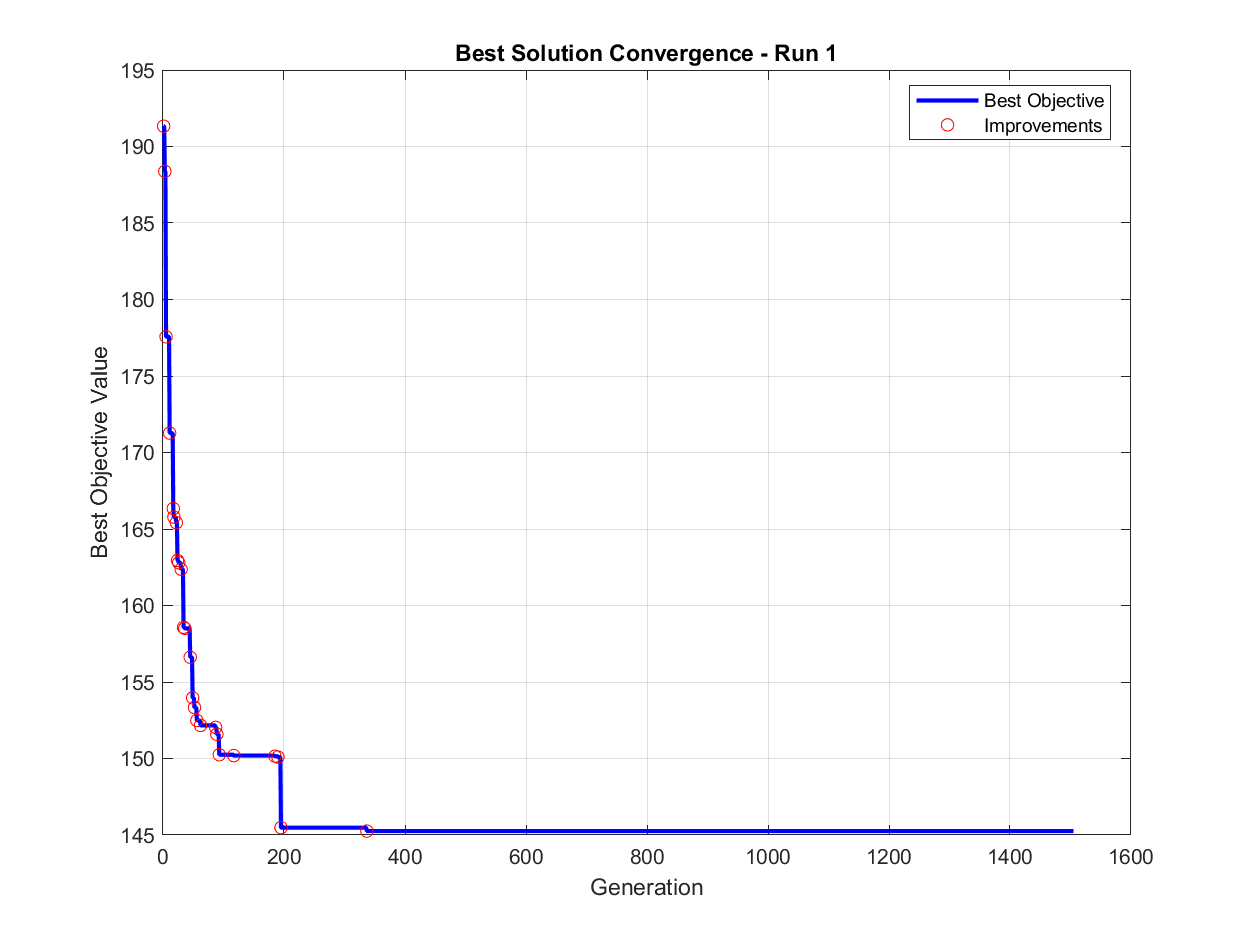 Best Solution Convergence - Run 1
195
190
185
180
175
170
165
160
155
150
145
Best Objective Value
Best Objective
Improvements
0 200 400 600 800 1000 1200 1400 1600
Generation